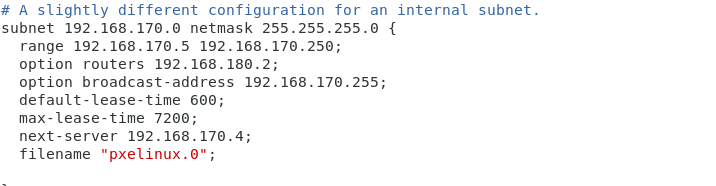 # A slightly different configuration for an internal subnet.
subnet 192.168.170.0 netmask 255.255.255.0 {
  range 192.168.170.5 192.168.170.250;
  option routers 192.168.180.2;
  option broadcast-address 192.168.170.255;
  default-lease-time 600;
  max-lease-time 7200;
  next-server 192.168.170.4;
  filename "pxelinux.0";